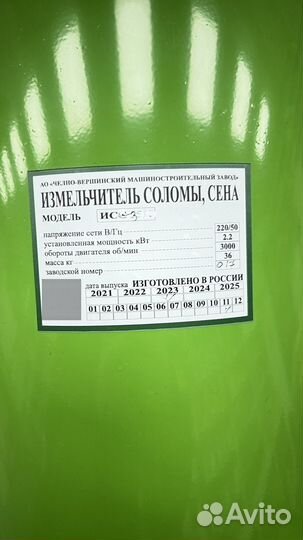 АО «ЧЕЛНО-ВЕРШИНСКИЙ МАШИНОСТРОИТЕЛЬНЫЙ ЗАВОД»
ИЗМЕЛЬЧИТЕЛЬ СОЛОМЫ, СЕНА
МОДЕЛЬ ИС
напряжение сети В/Гц 220/50
установленная мощность кВт 2.2
обороты двигателя об/мин 3000
масса кг 36
заводской номер
дата выпуска ИЗГОТОВЛЕНО В РОССИИ
2021 2022 2023 2024 2025
01 02 03 04 05 06 07 08 09 10 11 12
Avito